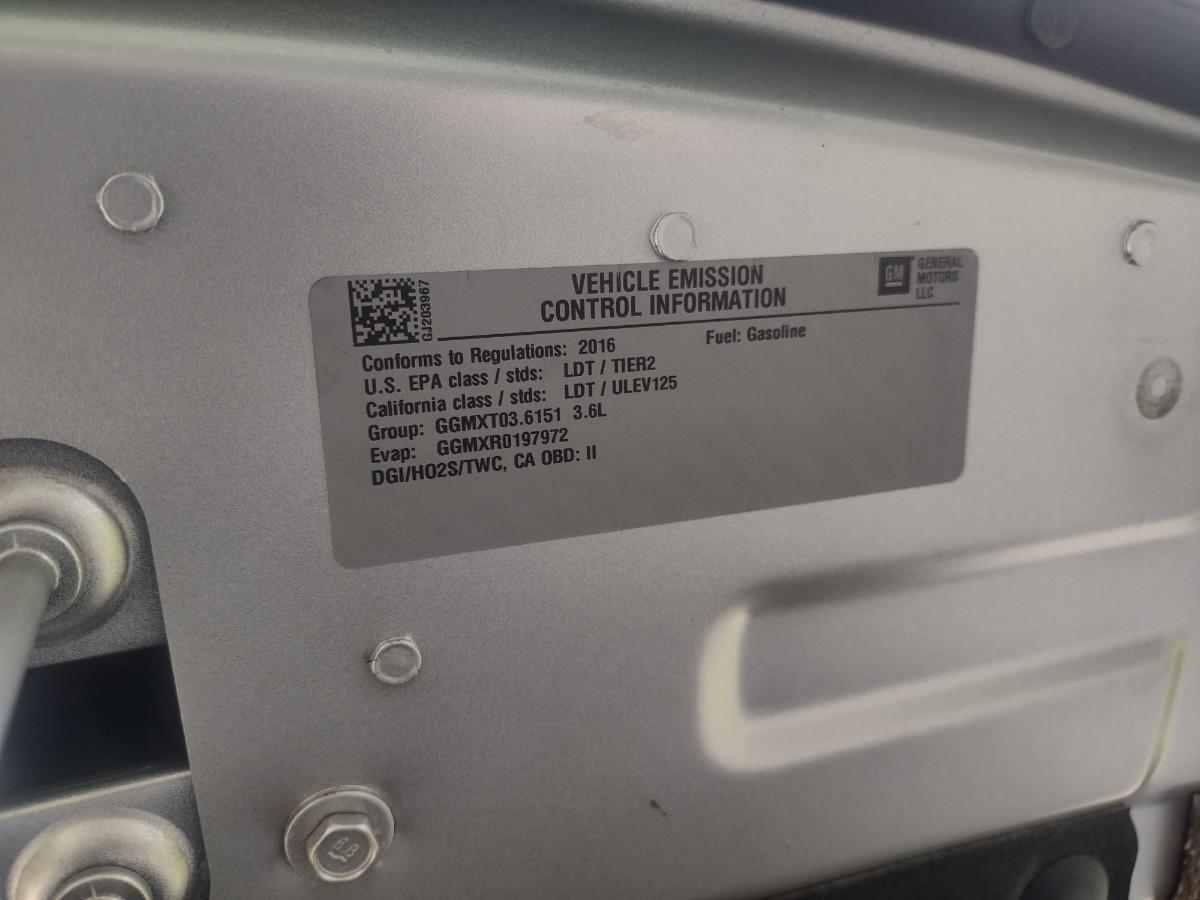 VEHICLE EMISSION
CONTROL INFORMATION
GM
GENERAL
MOTORS
LLC
GJ203967
Conforms to Regulations: 2016 Fuel: Gasoline
U.S. EPA class / stds: LDT / TIER2
California class / stds: LDT / ULEV125
Group: GGMXT03.6151 3.6L
Evap: GGMXR0197972
DGI/HO2S/TWC, CA OBD: II